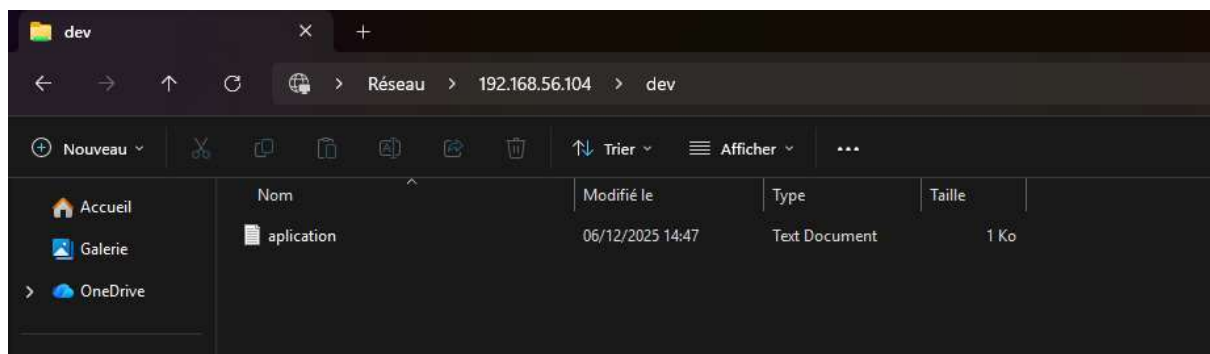 dev
Réseau > 192.168.56.104 > dev
Nouveau Trier Afficher
Nom Modifié le Type Taille
Accueil
aplication 06/12/2025 14:47 Text Document 1 Ko
Galerie
OneDrive